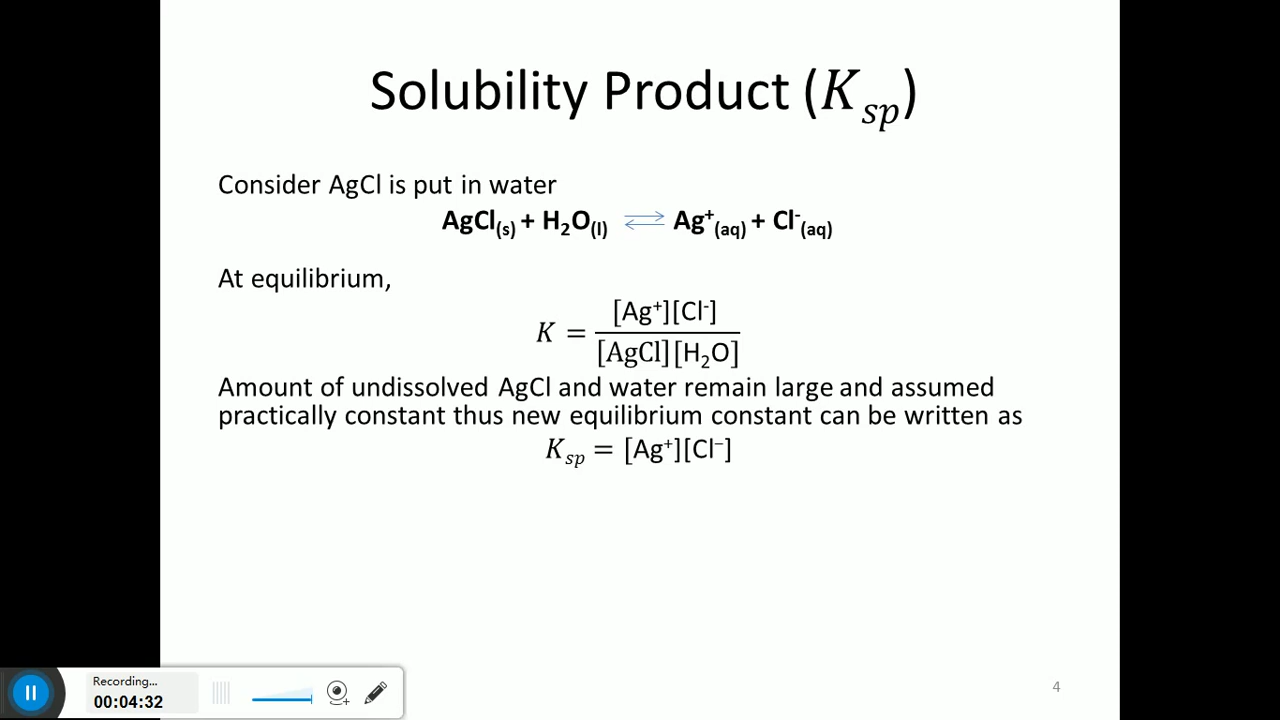 Solubility Product (K_sp)
Consider AgCl is put in water
AgCl(s) + H₂O(l) ⇌ Ag⁺(aq) + Cl⁻(aq)
At equilibrium,
K = [Ag⁺][Cl⁻] / [AgCl][H₂O]
Amount of undissolved AgCl and water remain large and assumed
practically constant thus new equilibrium constant can be written as
K_sp = [Ag⁺][Cl⁻]
Recording...
00:04:32
4